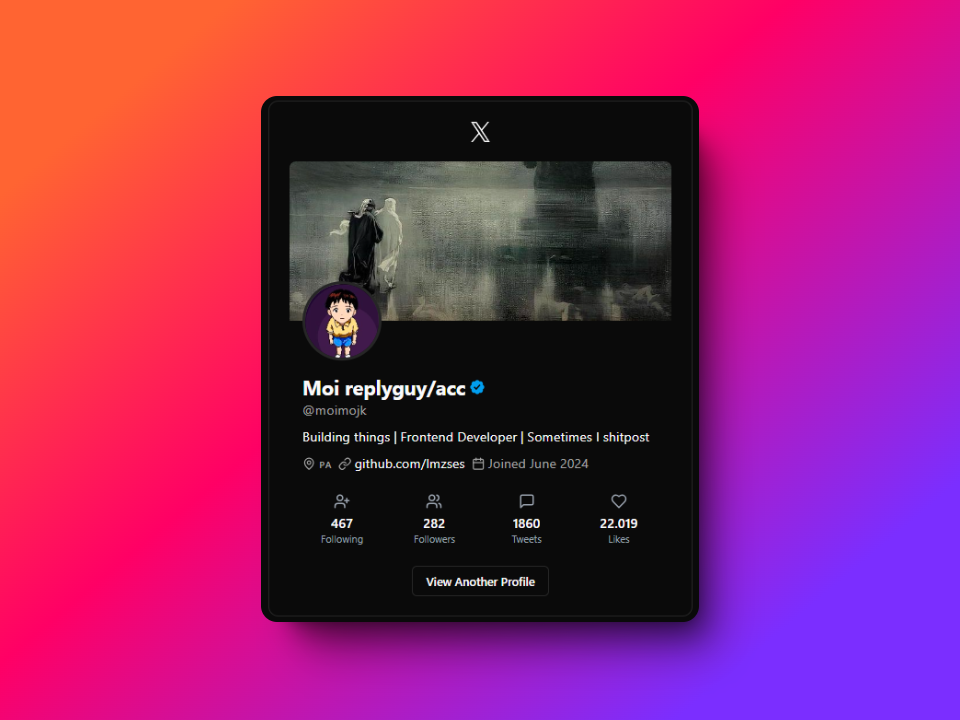 𝕏
Moi replyguy/acc
@moimojk
Building things | Frontend Developer | Sometimes I shitpost
PA github.com/lmzses Joined June 2024
467 282 1860 22.019
Following Followers Tweets Likes
View Another Profile